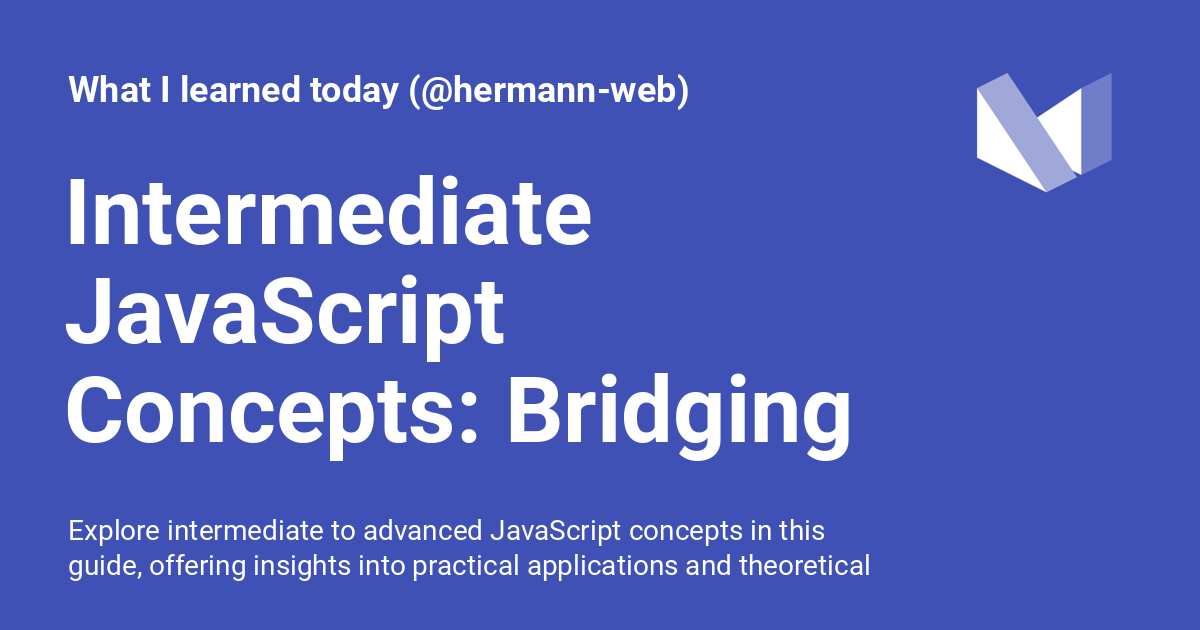 What I learned today (@hermann-web)
Intermediate
JavaScript
Concepts: Bridging
Explore intermediate to advanced JavaScript concepts in this
guide, offering insights into practical applications and theoretical